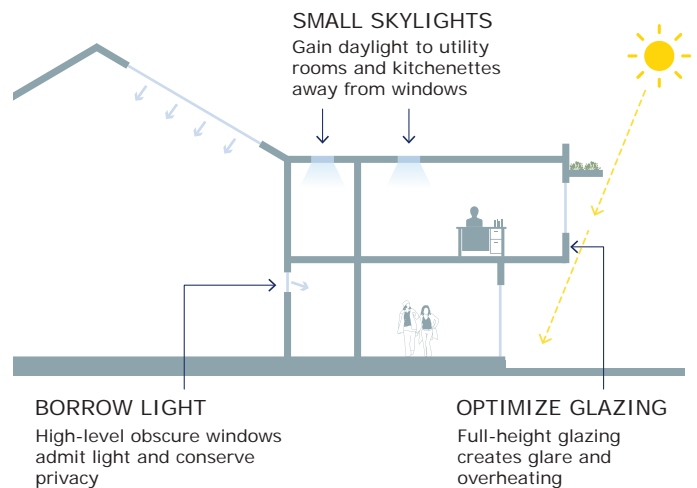 SMALL SKYLIGHTS
Gain daylight to utility
rooms and kitchenettes
away from windows
BORROW LIGHT
High-level obscure windows
admit light and conserve
privacy
OPTIMIZE GLAZING
Full-height glazing
creates glare and
overheating